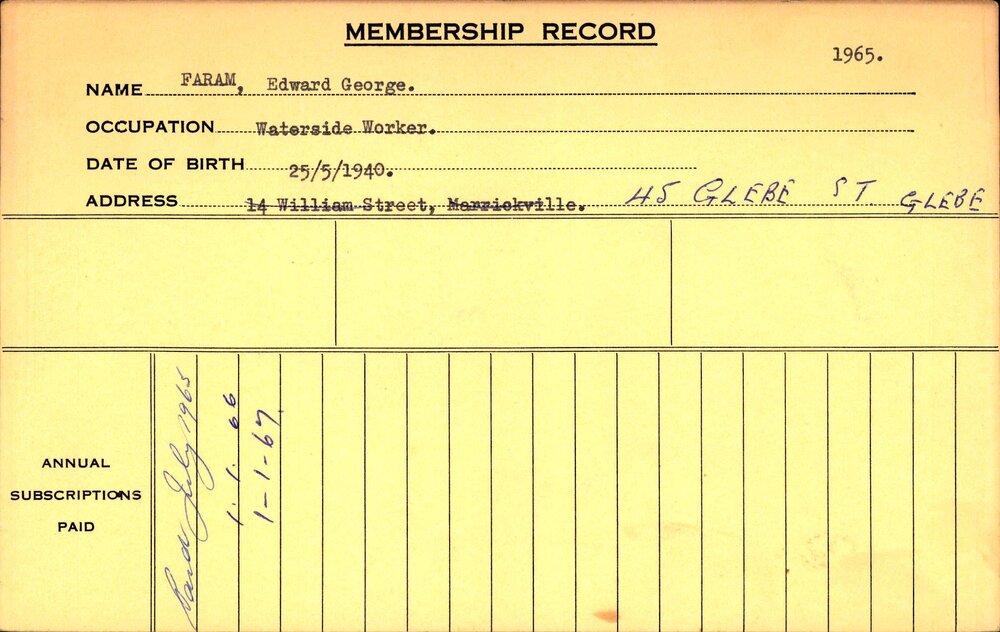 MEMBERSHIP RECORD
1965.
NAME FARAM, Edward George.
OCCUPATION Waterside Worker.
DATE OF BIRTH 25/5/1940.
ADDRESS 14 William Street, Marrickville. 45 GLEBE ST. GLEBE
ANNUAL
SUBSCRIPTIONS
PAID
Paid July 1965
1. 1. 66
1-1-67